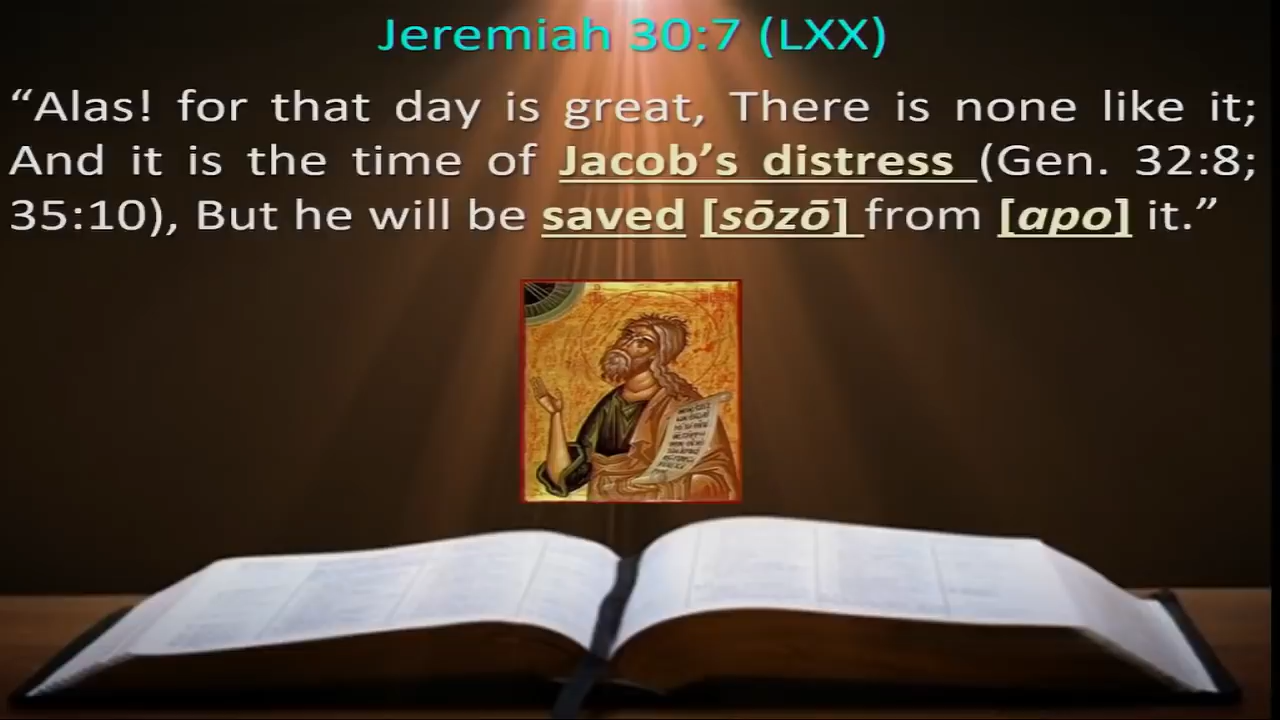 Jeremiah 30:7 (LXX)
“Alas! for that day is great, There is none like it;
And it is the time of Jacob’s distress (Gen. 32:8;
35:10), But he will be saved [sōzō] from [apo] it.”